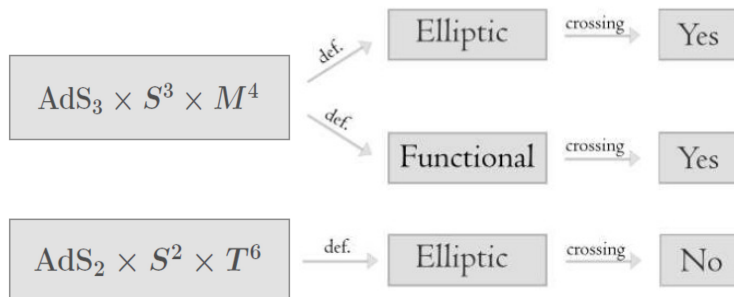 def.
Elliptic
crossing
Yes
AdS₃ × S³ × M⁴
def.
Functional
crossing
Yes
AdS₂ × S² × T⁶
def.
Elliptic
crossing
No